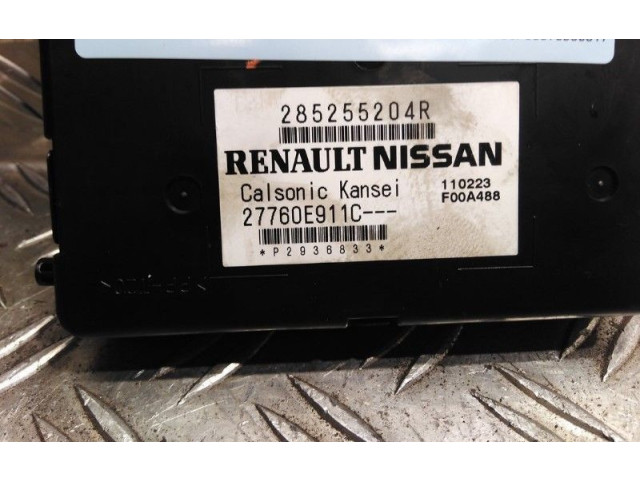 285255204R
RENAULT NISSAN
Calsonic Kansei 110223
27760E911C--- F00A488
*P2936833*